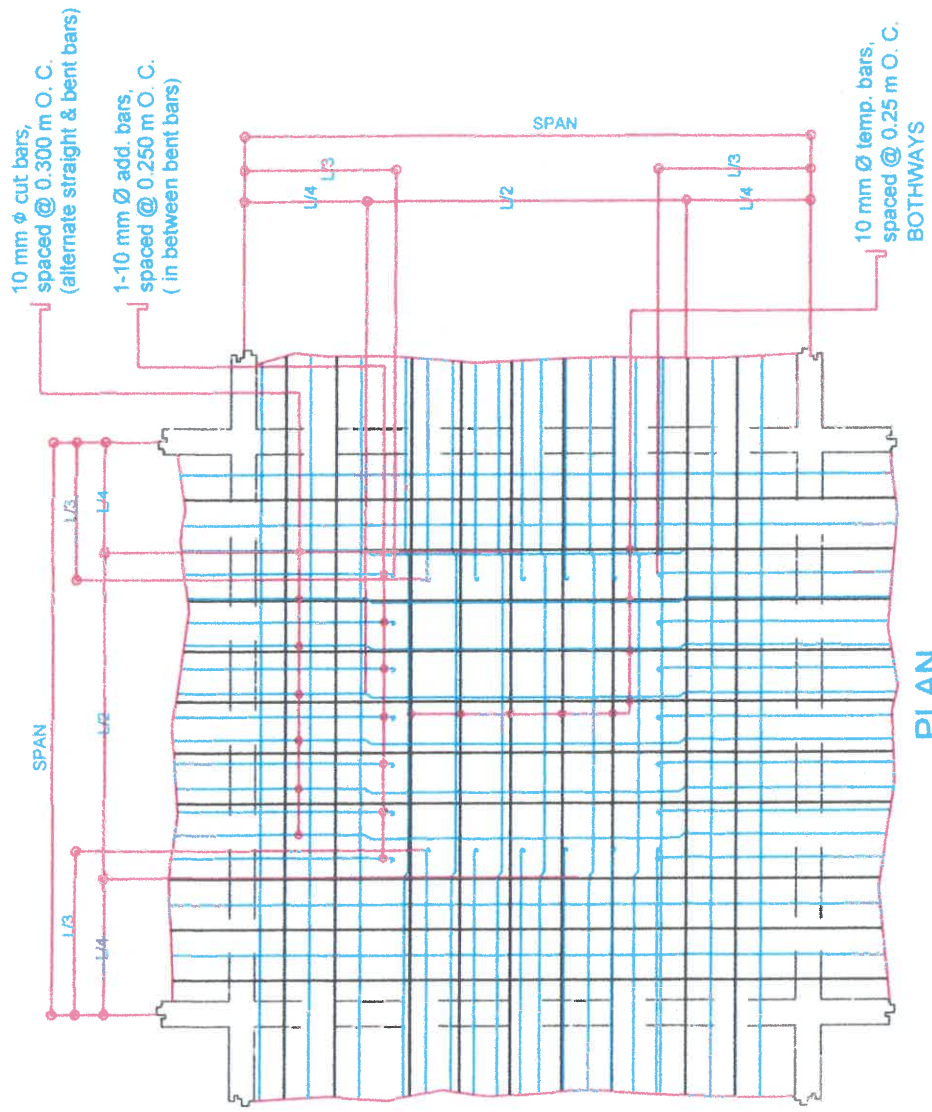 10 mm ø cut bars,
spaced @ 0.300 m O. C.
(alternate straight & bent bars)
1-10 mm Ø add. bars,
spaced @ 0.250 m O. C.
( in between bent bars)
SPAN
L/3
L/4
L/2
L/3
L/4
SPAN
L/3
L/4
L/2
L/3
L/4
10 mm Ø temp. bars,
spaced @ 0.25 m O. C.
BOTHWAYS
PLAN